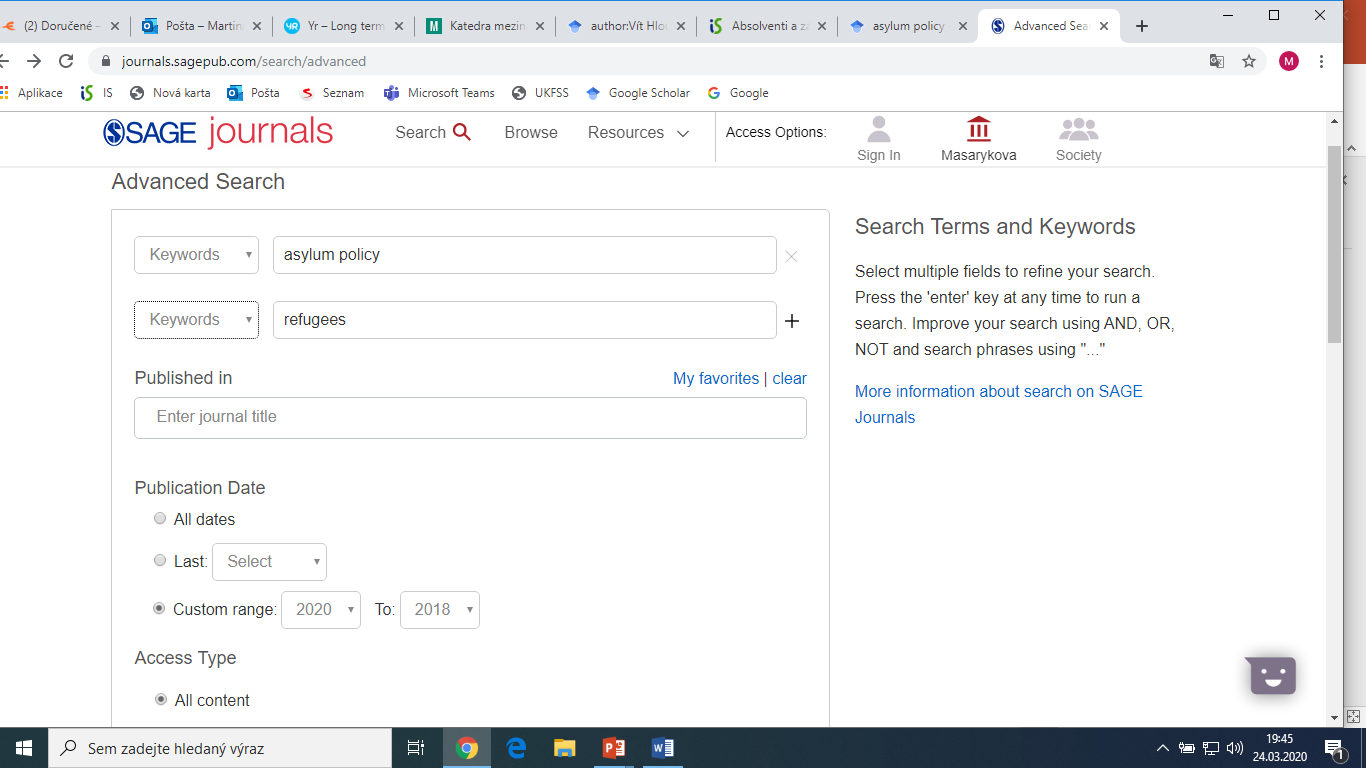 (2) Doručené –
Pošta – Martina
Yr – Long term
Katedra mezin
author:Vít Hlou
Absolventi a za
asylum policy
Advanced Sear
journals.sagepub.com/search/advanced
M
Aplikace
IS
Nová karta
Pošta
Seznam
Microsoft Teams
UKFSS
Google Scholar
Google
SAGE journals
Search
Browse
Resources
Access Options:
Sign In
Masarykova
Society
Advanced Search
Keywords
asylum policy
Keywords
refugees
Published in
My favorites | clear
Enter journal title
Publication Date
All dates
Last: Select
Custom range: 2020 To: 2018
Access Type
All content
Search Terms and Keywords
Select multiple fields to refine your search.
Press the 'enter' key at any time to run a
search. Improve your search using AND, OR,
NOT and search phrases using "..."
More information about search on SAGE
Journals
Sem zadejte hledaný výraz
19:45
24.03.2020
1